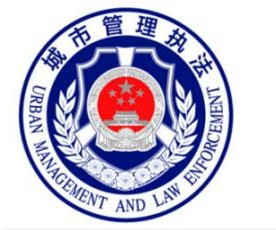 城市管理执法
URBAN MANAGEMENT AND LAW ENFORCEMENT